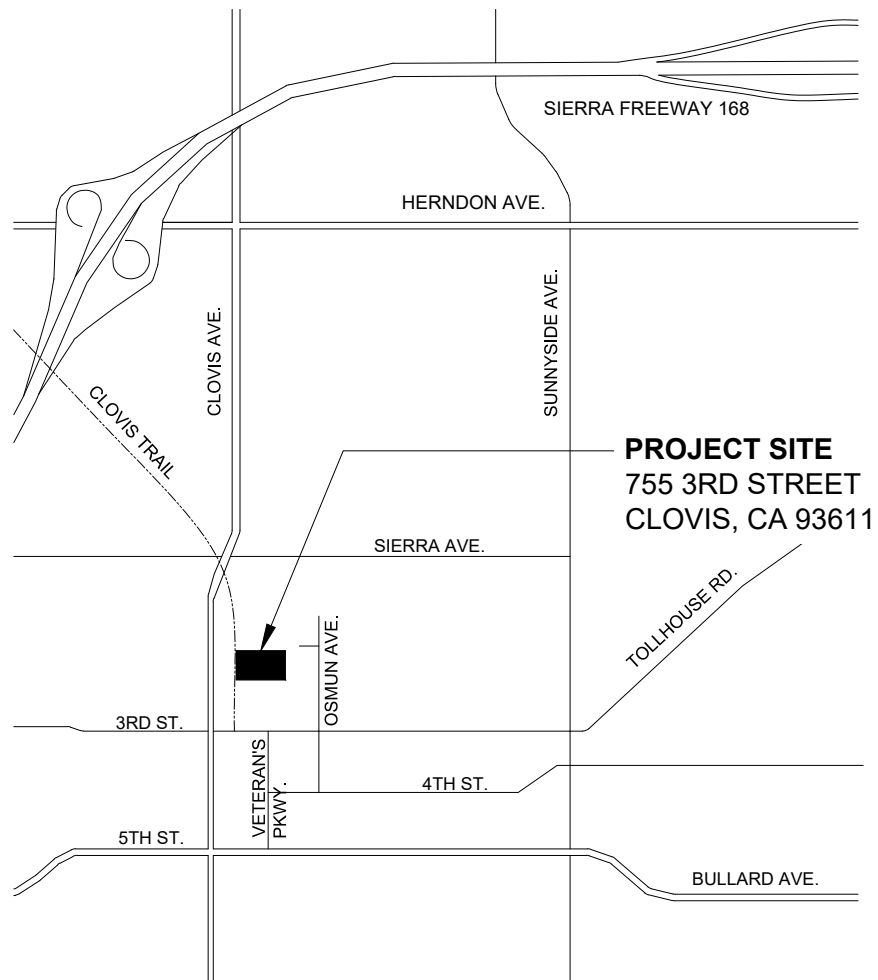 SIERRA FREEWAY 168
HERNDON AVE.
CLOVIS AVE.
SUNNYSIDE AVE.
CLOVIS TRAIL
PROJECT SITE
755 3RD STREET
CLOVIS, CA 93611
SIERRA AVE.
TOLLHOUSE RD.
OSMUN AVE.
3RD ST.
VETERAN'S
PKWY.
4TH ST.
5TH ST.
BULLARD AVE.